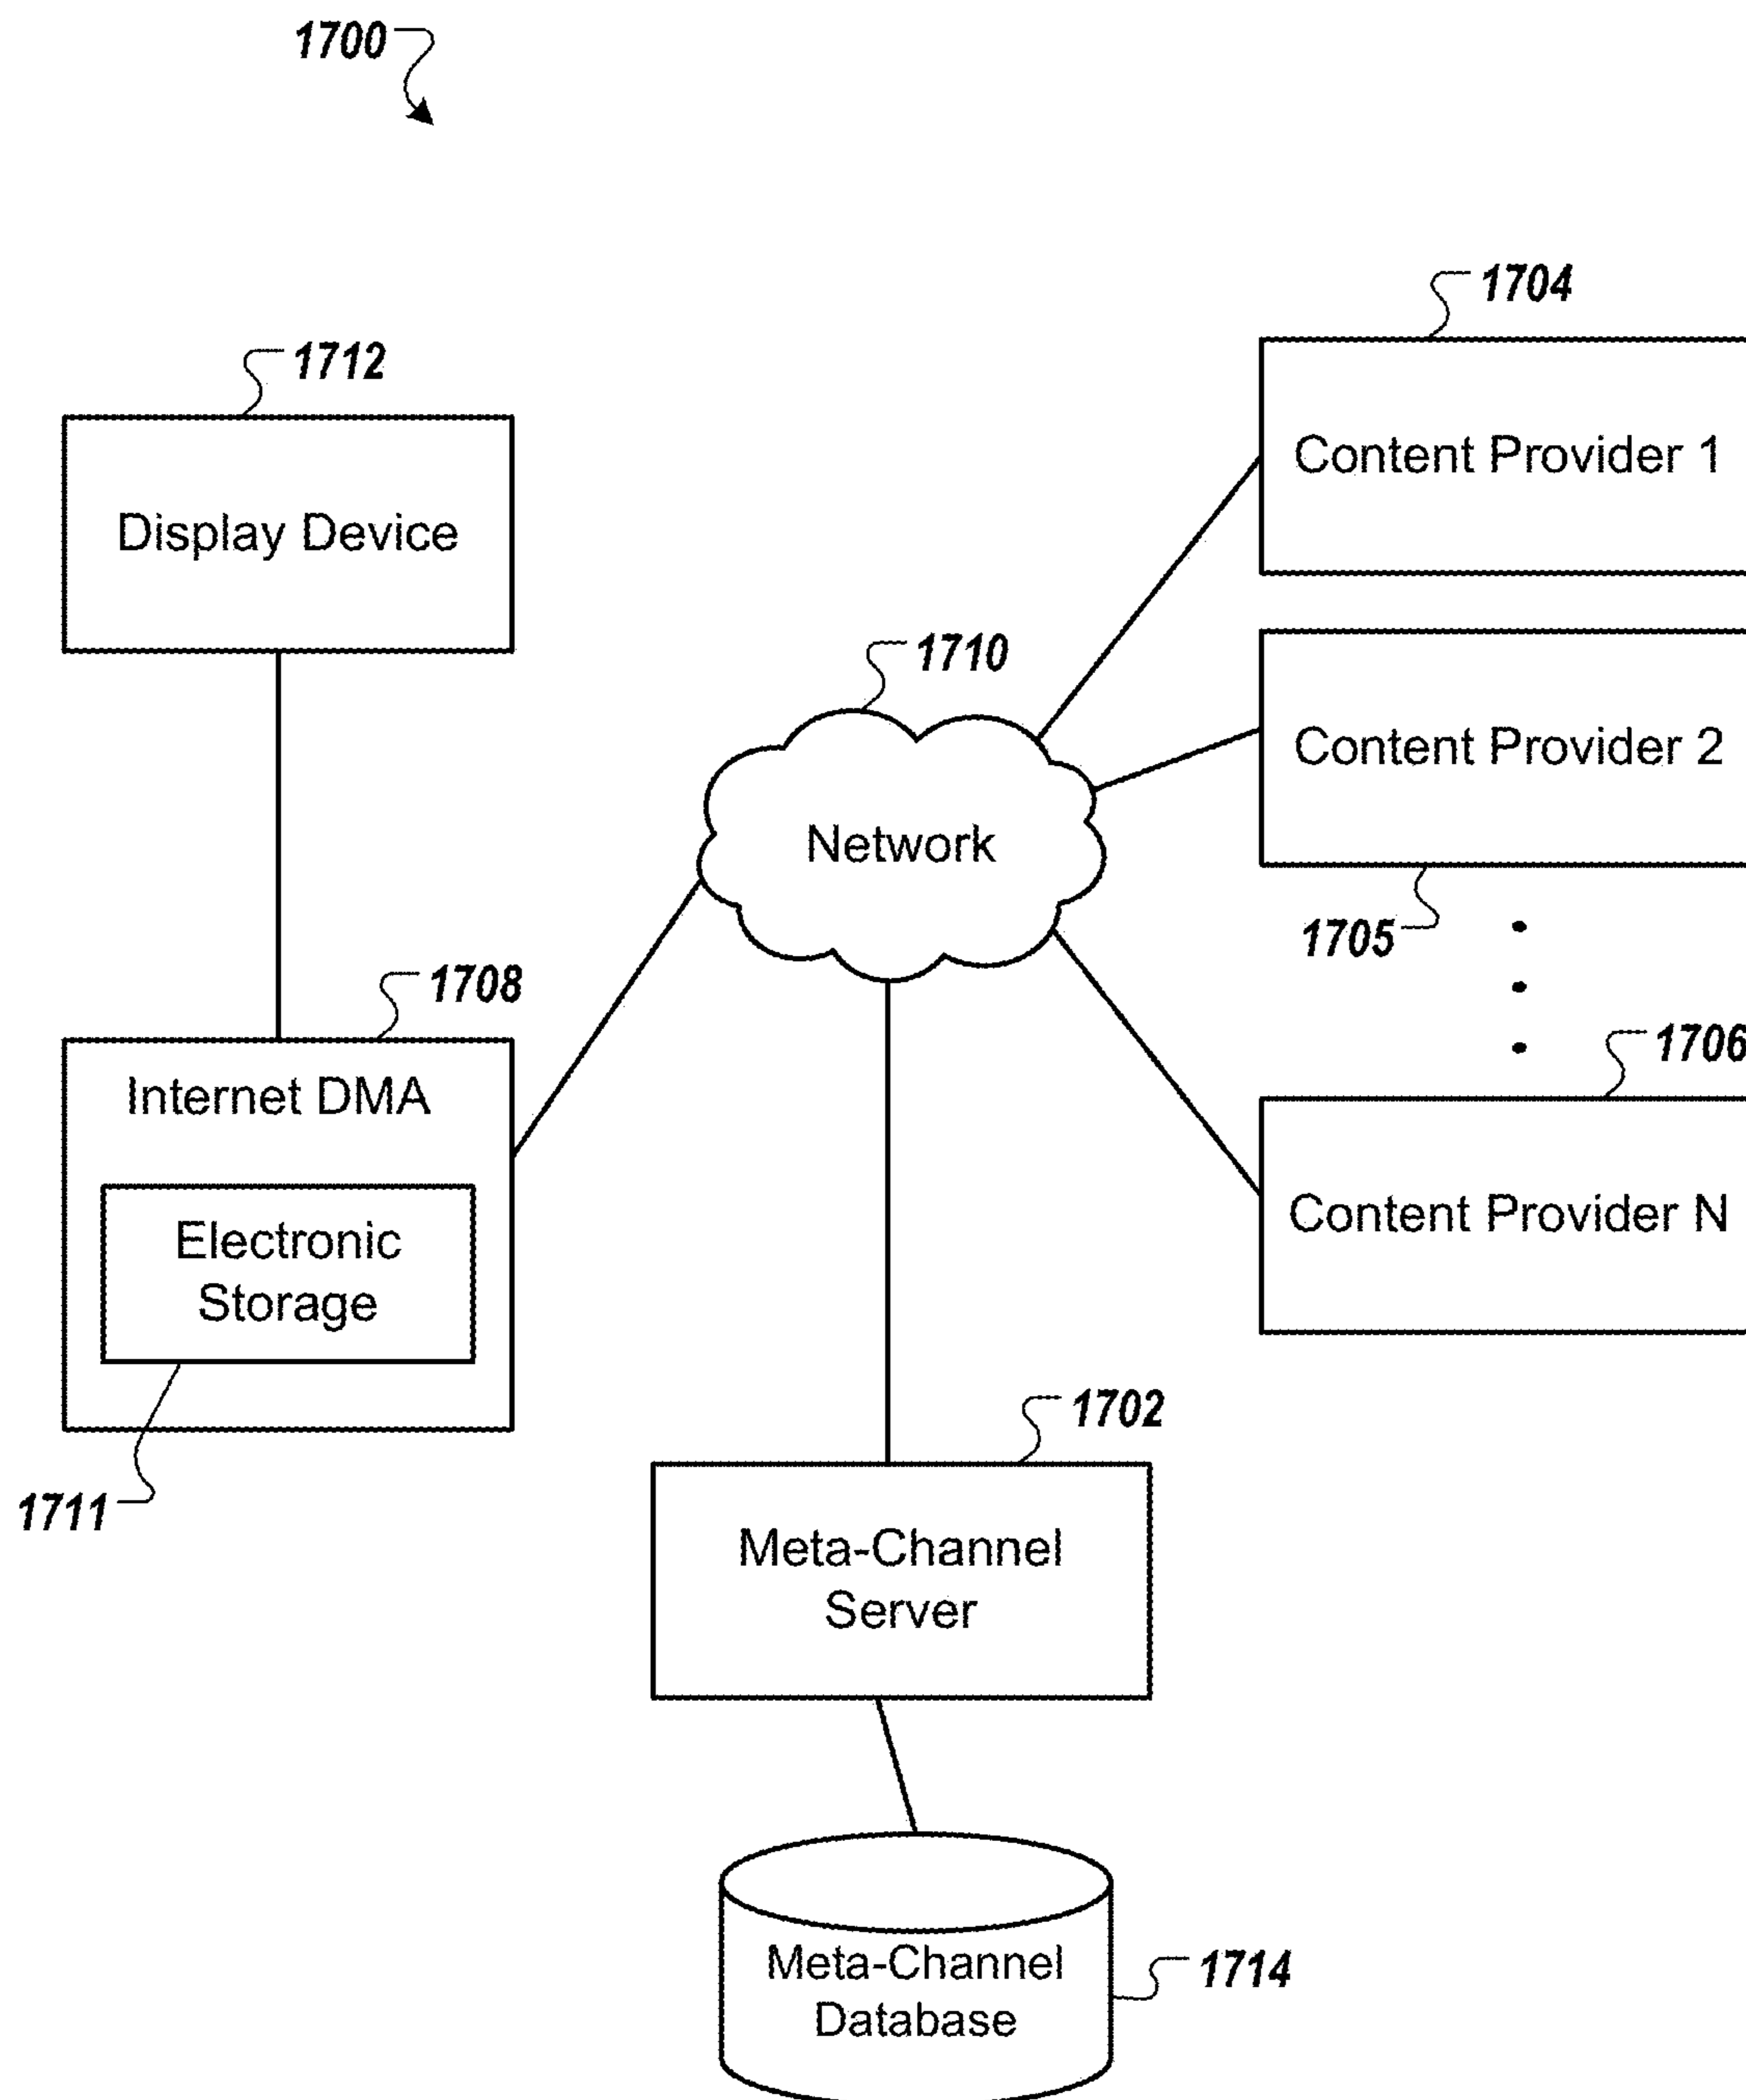 1700
1704
Content Provider 1
1712
Display Device
1710
Content Provider 2
Network
1705
1708
1706
Internet DMA
Electronic
Storage
Content Provider N
1702
1711
Meta-Channel
Server
Meta-Channel
Database
1714